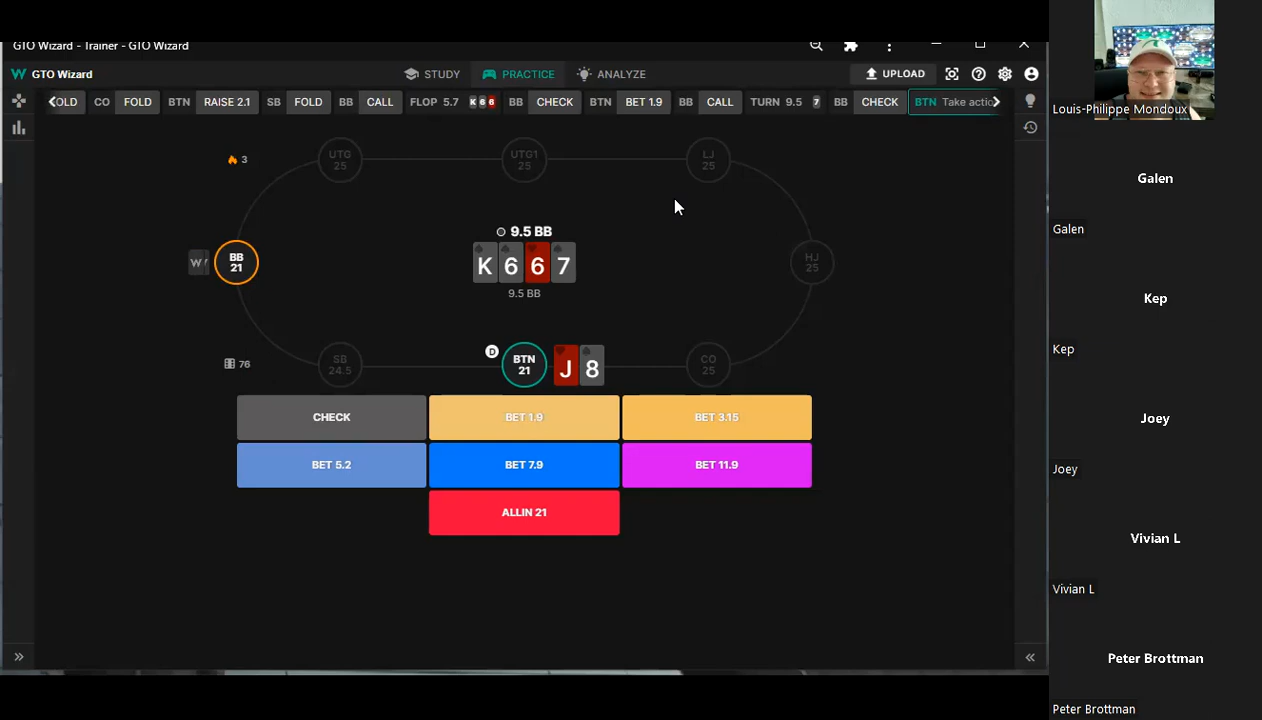 GTO Wizard - Trainer - GTO Wizard
GTO Wizard
STUDY
PRACTICE
ANALYZE
UPLOAD
OLD CO FOLD BTN RAISE 2.1 SB FOLD BB CALL FLOP 5.7 K 6 6 BB CHECK BTN BET 1.9 BB CALL TURN 9.5 7 BB CHECK BTN Take actio
3
UTG
25
UTG1
25
LJ
25
9.5 BB
K 6 6 7
9.5 BB
W
BB
21
HJ
25
76
SB
24.5
D
BTN
21
J 8
CO
25
CHECK
BET 1.9
BET 3.15
BET 5.2
BET 7.9
BET 11.9
ALLIN 21
Louis-Philippe Mondoux
Galen
Galen
Kep
Kep
Joey
Joey
Vivian L
Vivian L
Peter Brottman
Peter Brottman